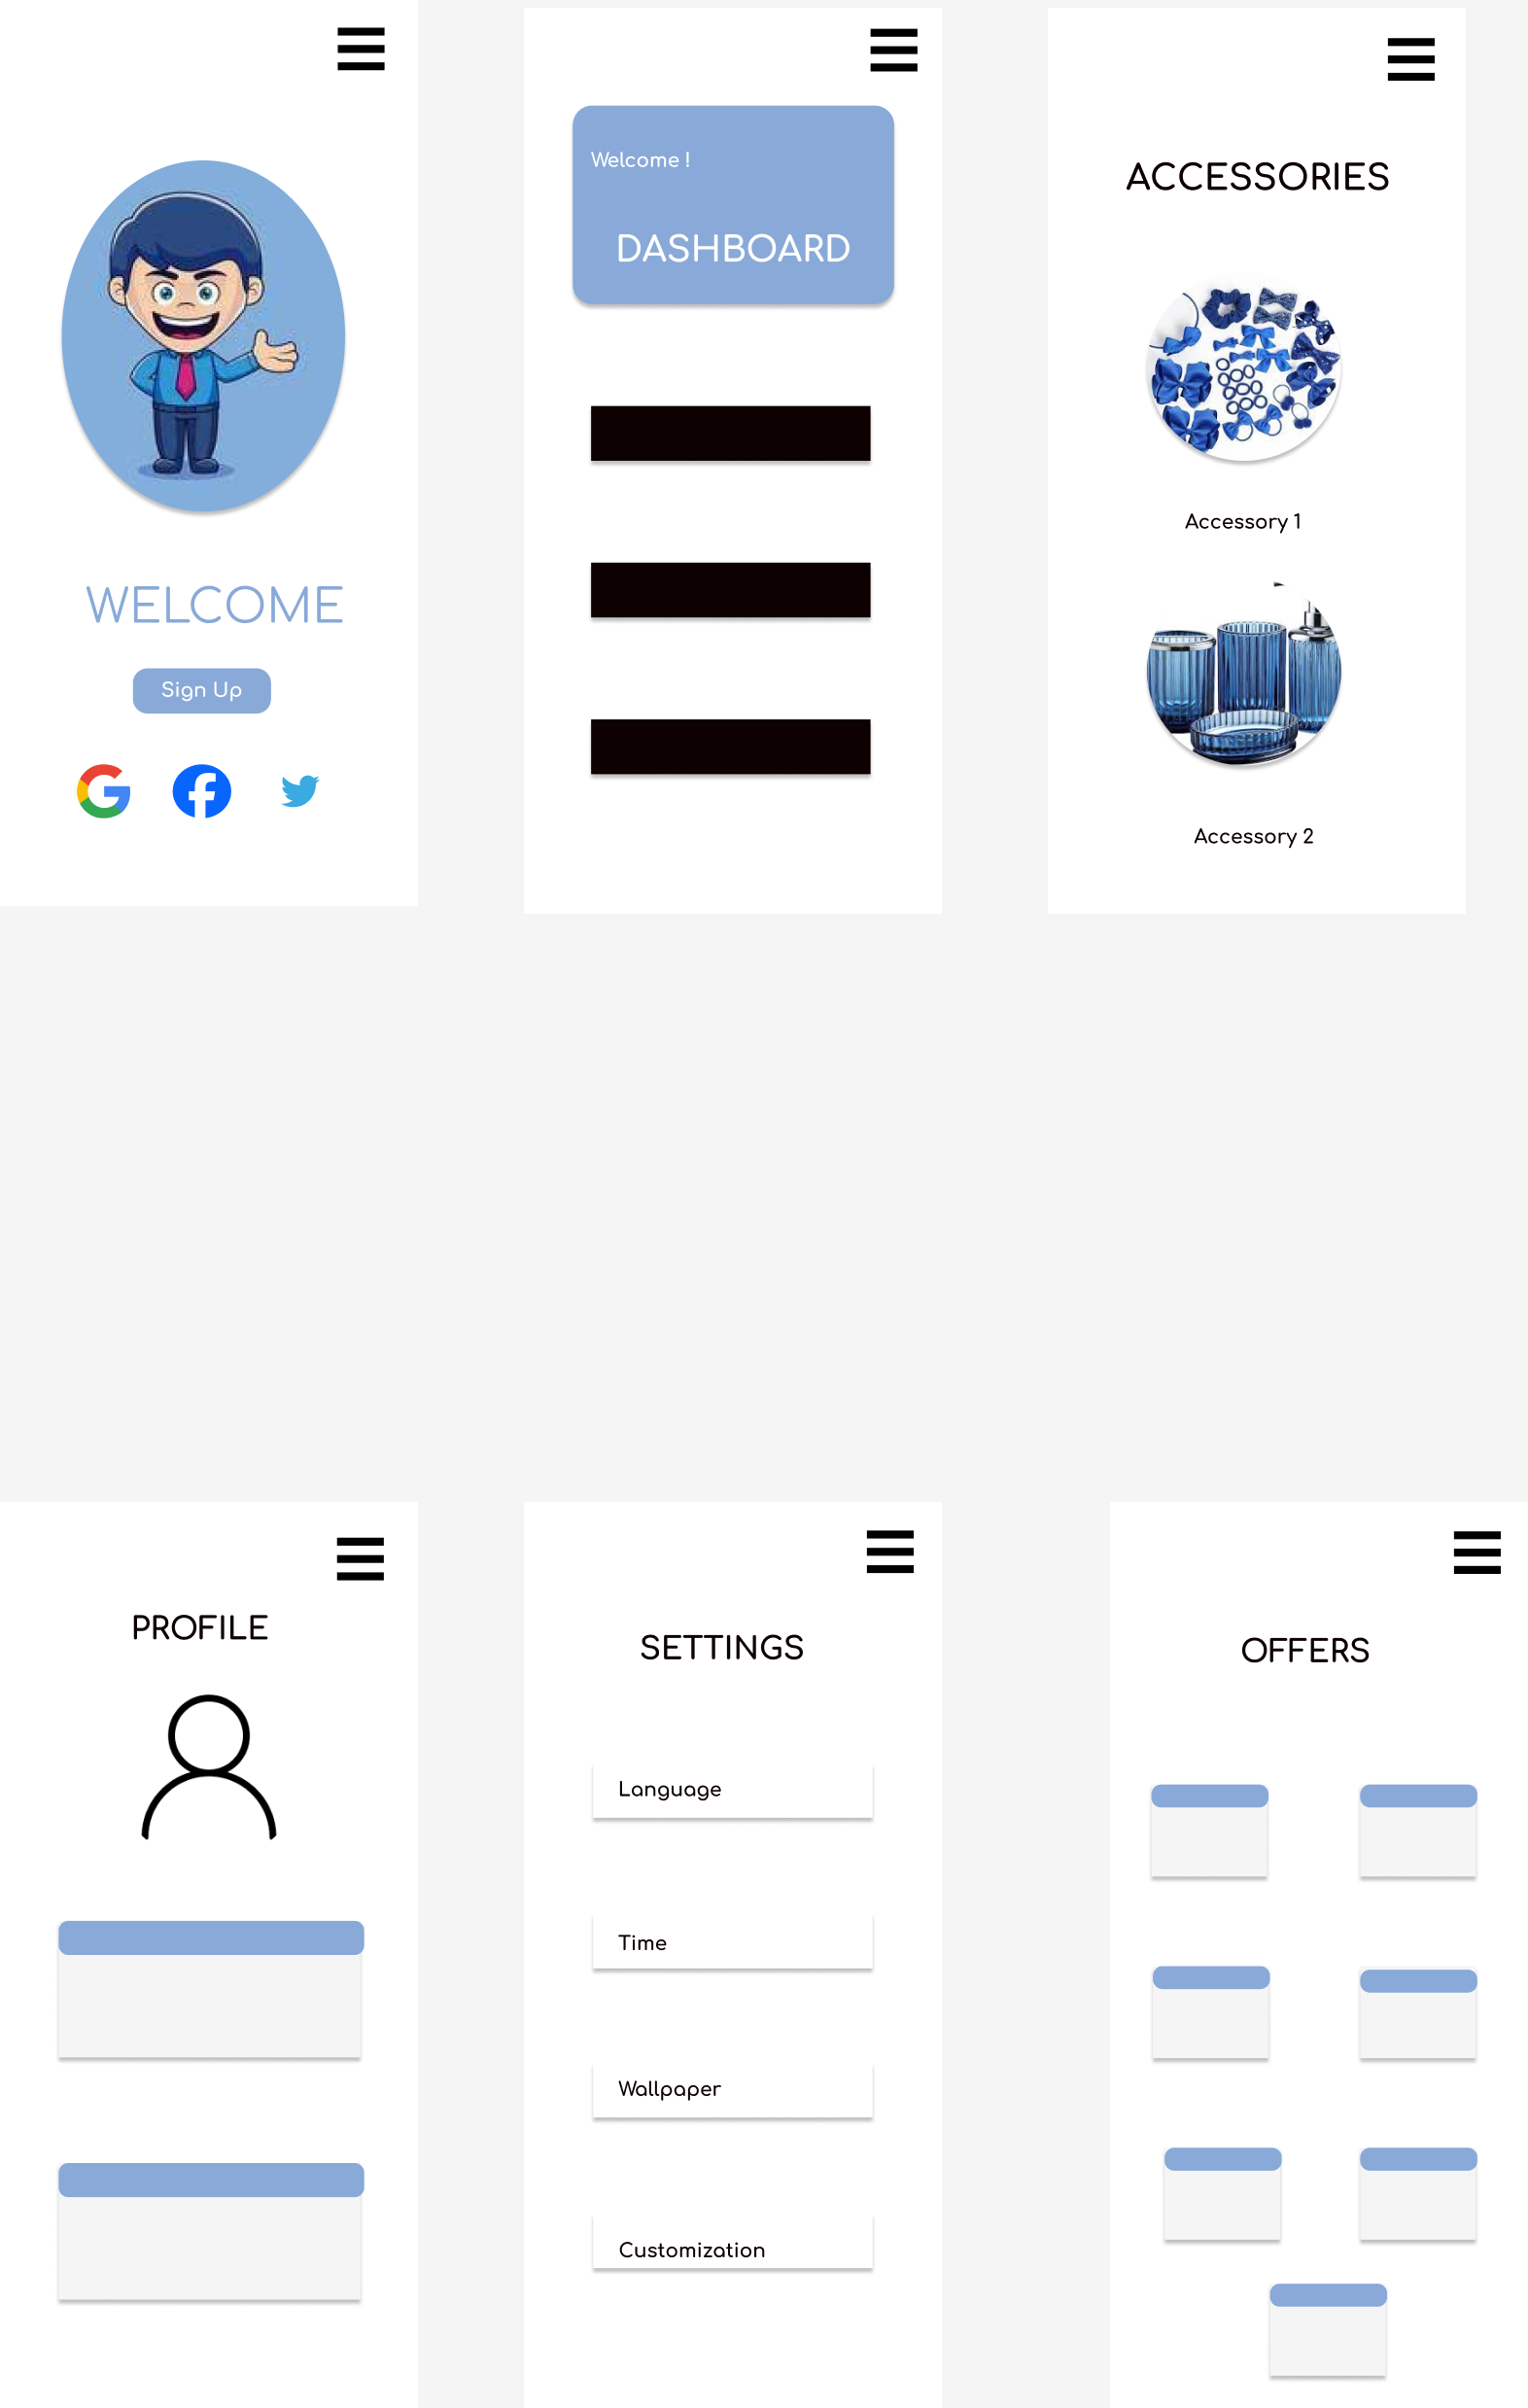 WELCOME
Sign Up
Welcome !
DASHBOARD
ACCESSORIES
Accessory 1
Accessory 2
PROFILE
SETTINGS
Language
Time
Wallpaper
Customization
OFFERS